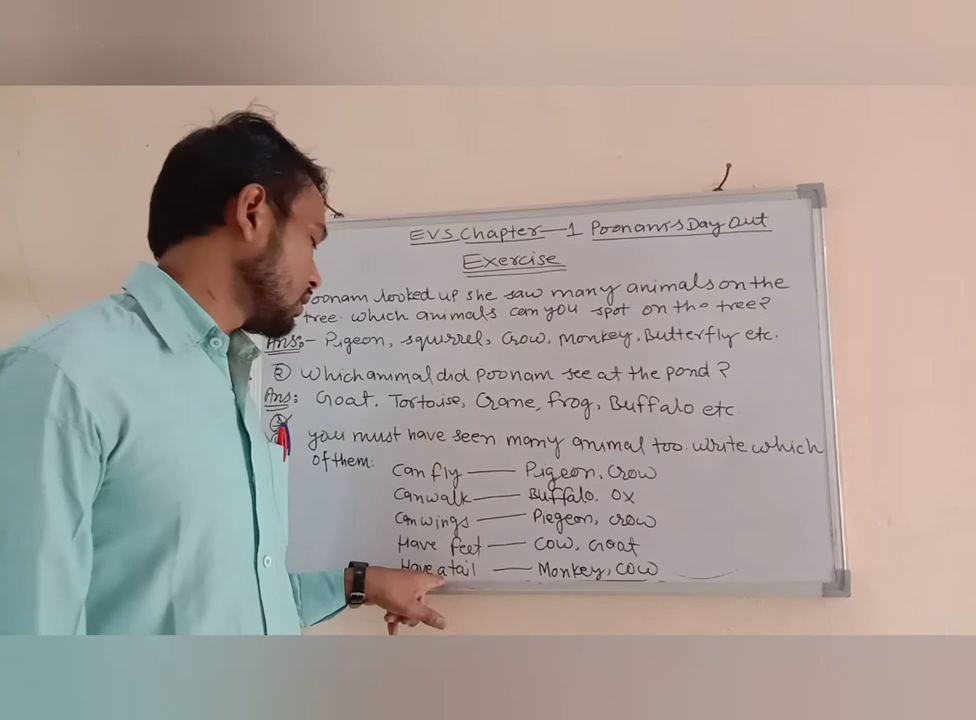 EVS Chapter-1 Poonam's Day Out
Exercise
Poonam looked up she saw many animals on the
tree. which animals can you spot on the tree?
Ans:- Pigeon, squirrel, Crow, Monkey, Butterfly etc.
② Which animal did Poonam see at the pond?
Ans: Goat. Tortoise, Crane, frog, Buffalo etc
you must have seen many animal too. write which
of them:
Can fly — Pigeon, Crow
Can walk — Buffalo. OX
Can wings — Piegeon, crow
Have feet — Cow, Goat
Have a tail — Monkey, Cow